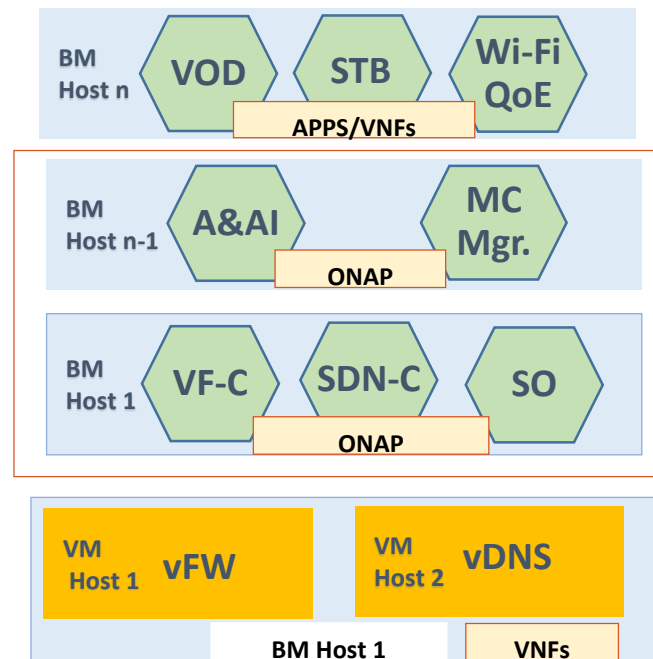 BM
Host n
VOD
STB
Wi-Fi
QoE
APPS/VNFs
BM
Host n-1
A&AI
MC
Mgr.
ONAP
BM
Host 1
VF-C
SDN-C
SO
ONAP
VM
Host 1
vFW
VM
Host 2
vDNS
BM Host 1
VNFs